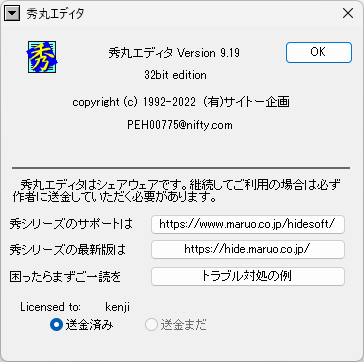 秀丸エディタ
秀
秀丸エディタ Version 9.19
OK
32bit edition
copyright (c) 1992-2022 (有)サイトー企画
PEH00775@nifty.com
秀丸エディタはシェアウェアです。継続してご利用の場合は必ず
作者に送金していただく必要があります。
秀シリーズのサポートは https://www.maruo.co.jp/hidesoft/
秀シリーズの最新版は https://hide.maruo.co.jp/
困ったらまずご一読を トラブル対処の例
Licensed to: kenji
送金済み 送金まだ